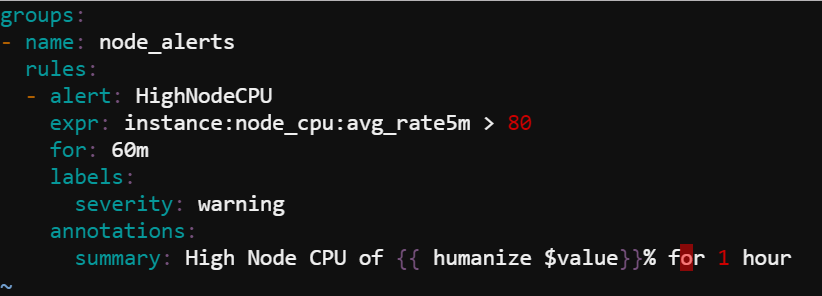 groups:
- name: node_alerts
  rules:
  - alert: HighNodeCPU
    expr: instance:node_cpu:avg_rate5m > 80
    for: 60m
    labels:
      severity: warning
    annotations:
      summary: High Node CPU of {{ humanize $value}}% for 1 hour
~